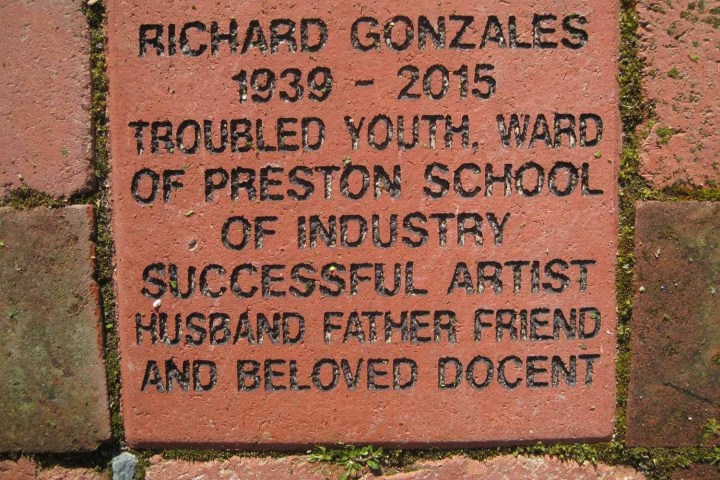 RICHARD GONZALES
1939 - 2015
TROUBLED YOUTH, WARD
OF PRESTON SCHOOL
OF INDUSTRY
SUCCESSFUL ARTIST
HUSBAND FATHER FRIEND
AND BELOVED DOCENT